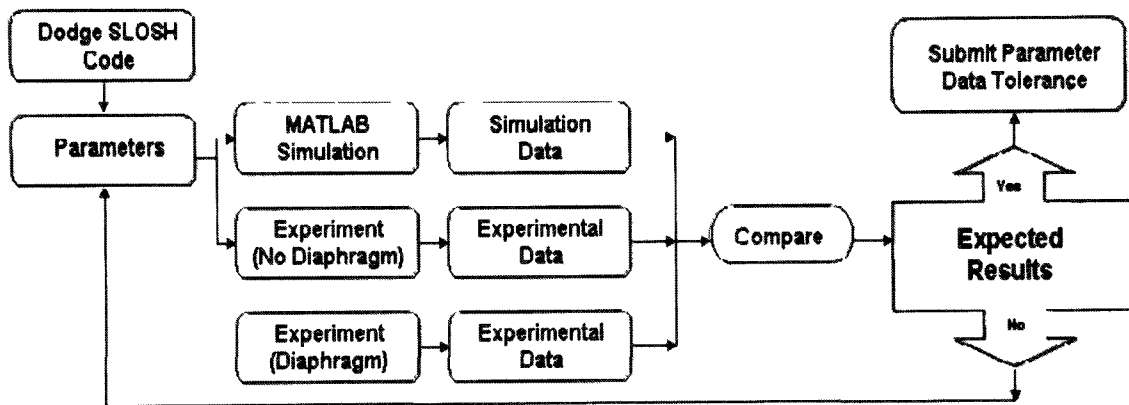 Dodge SLOSH
Code
Parameters
MATLAB
Simulation
Simulation
Data
Experiment
(No Diaphragm)
Experimental
Data
Experiment
(Diaphragm)
Experimental
Data
Compare
Submit Parameter
Data Tolerance
Yes
Expected
Results
No